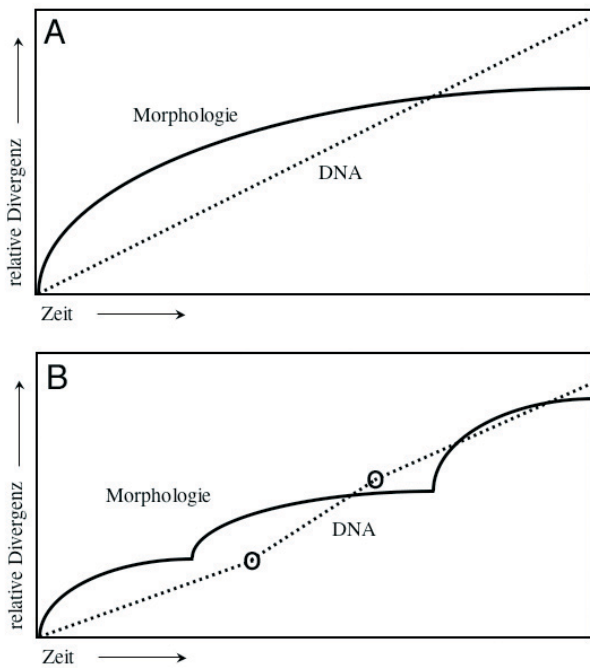 A
relative Divergenz
Morphologie
DNA
Zeit
B
relative Divergenz
Morphologie
DNA
Zeit